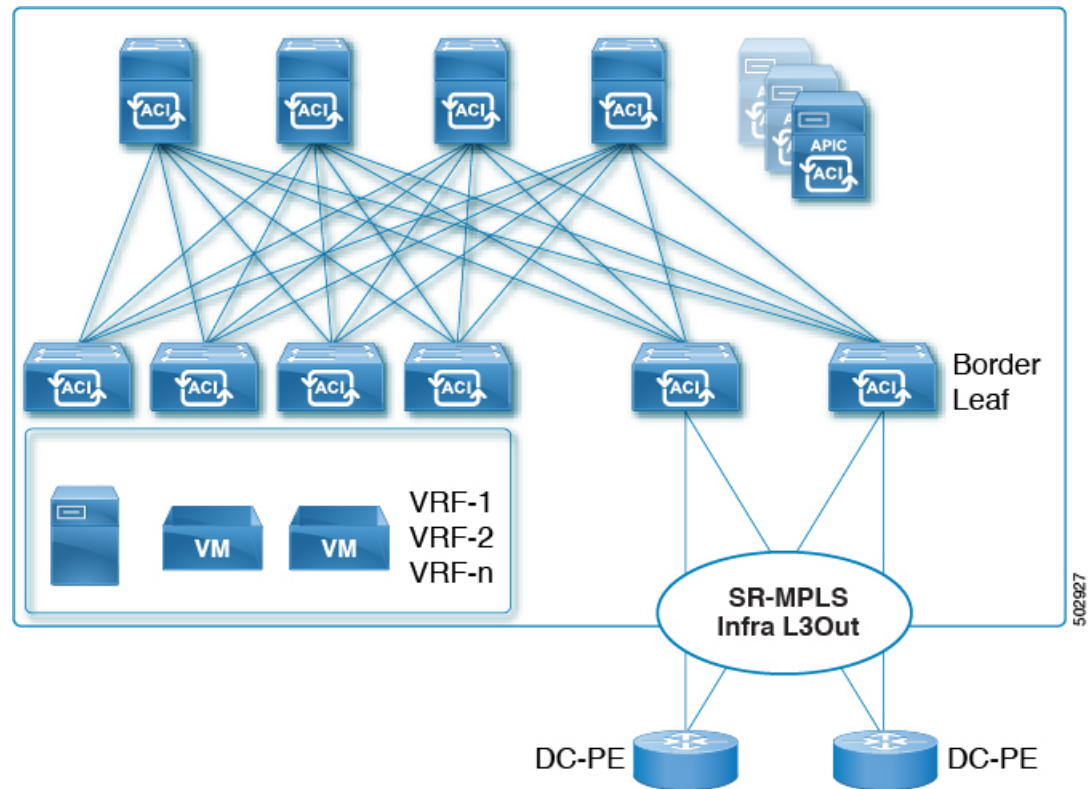 ACI
ACI
ACI
ACI
APIC
ACI
ACI
ACI
ACI
ACI
ACI
ACI
Border
Leaf
VM
VM
VRF-1
VRF-2
VRF-n
SR-MPLS
Infra L3Out
502927
DC-PE
DC-PE